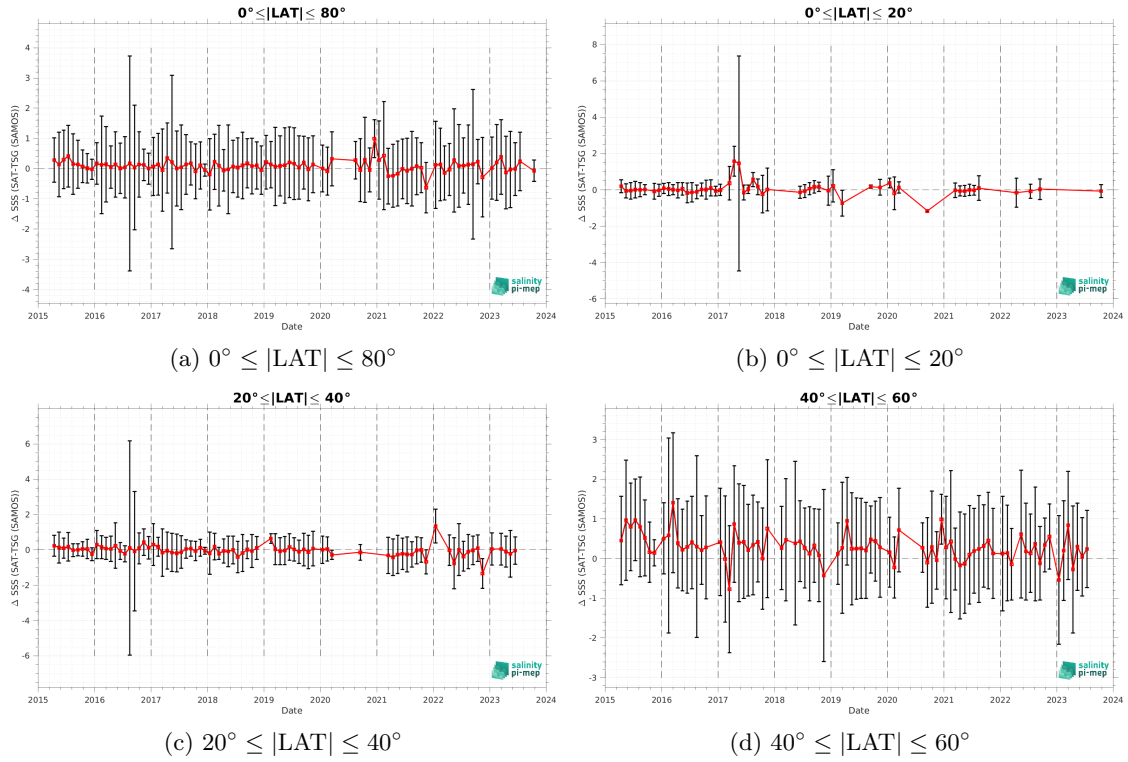 0°≤|LAT|≤ 80°
Δ SSS (SAT-TSG (SAMOS))
4
3
2
1
0
-1
-2
-3
-4
2015 2016 2017 2018 2019 2020 2021 2022 2023 2024
Date
salinity
pi-mep
(a) 0° ≤ |LAT| ≤ 80°
0°≤|LAT|≤ 20°
Δ SSS (SAT-TSG (SAMOS))
8
6
4
2
0
-2
-4
-6
2015 2016 2017 2018 2019 2020 2021 2022 2023 2024
Date
salinity
pi-mep
(b) 0° ≤ |LAT| ≤ 20°
20°≤|LAT|≤ 40°
Δ SSS (SAT-TSG (SAMOS))
6
4
2
0
-2
-4
-6
2015 2016 2017 2018 2019 2020 2021 2022 2023 2024
Date
salinity
pi-mep
(c) 20° ≤ |LAT| ≤ 40°
40°≤|LAT|≤ 60°
Δ SSS (SAT-TSG (SAMOS))
3
2
1
0
-1
-2
-3
2015 2016 2017 2018 2019 2020 2021 2022 2023 2024
Date
salinity
pi-mep
(d) 40° ≤ |LAT| ≤ 60°